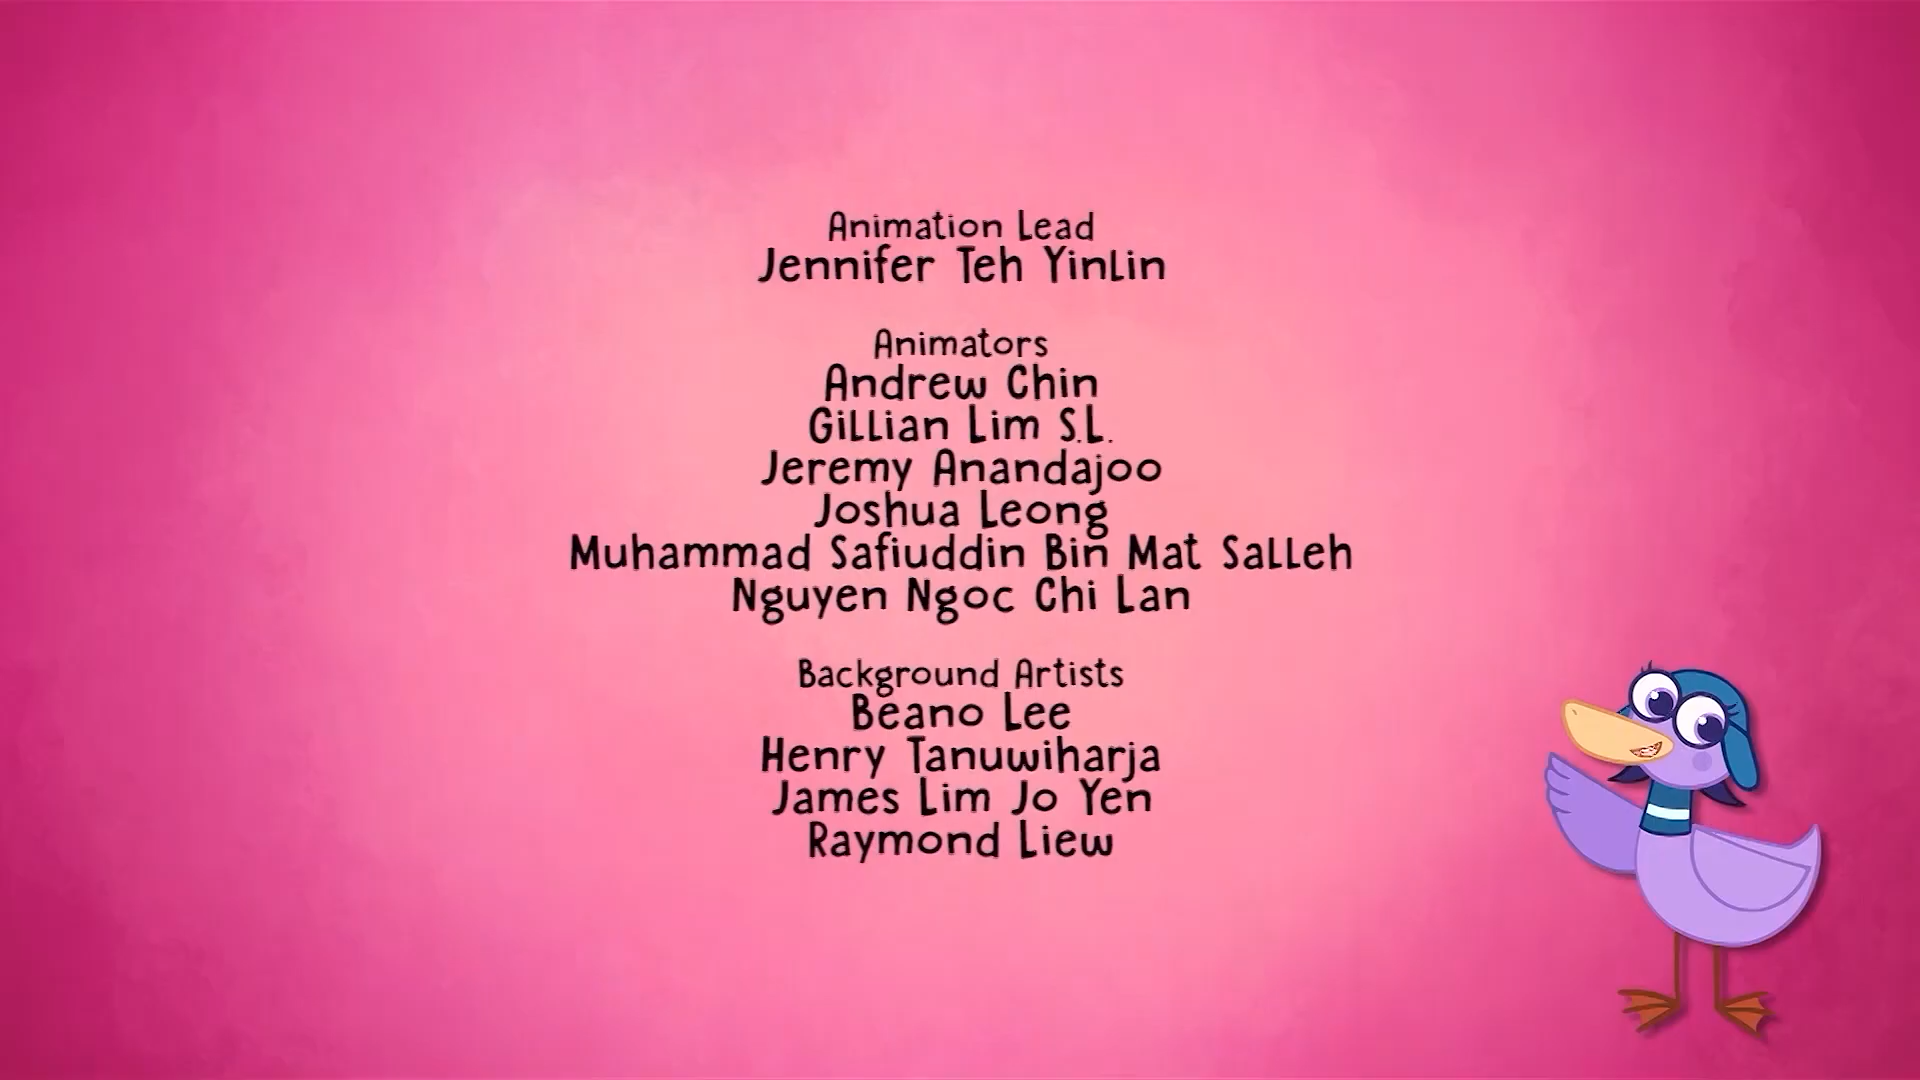 Animation Lead
Jennifer Teh Yinlin
Animators
Andrew Chin
Gillian Lim S.L.
Jeremy Anandajoo
Joshua Leong
Muhammad Safiuddin Bin Mat Salleh
Nguyen Ngoc Chi Lan
Background Artists
Beano Lee
Henry Tanuwiharja
James Lim Jo Yen
Raymond Liew